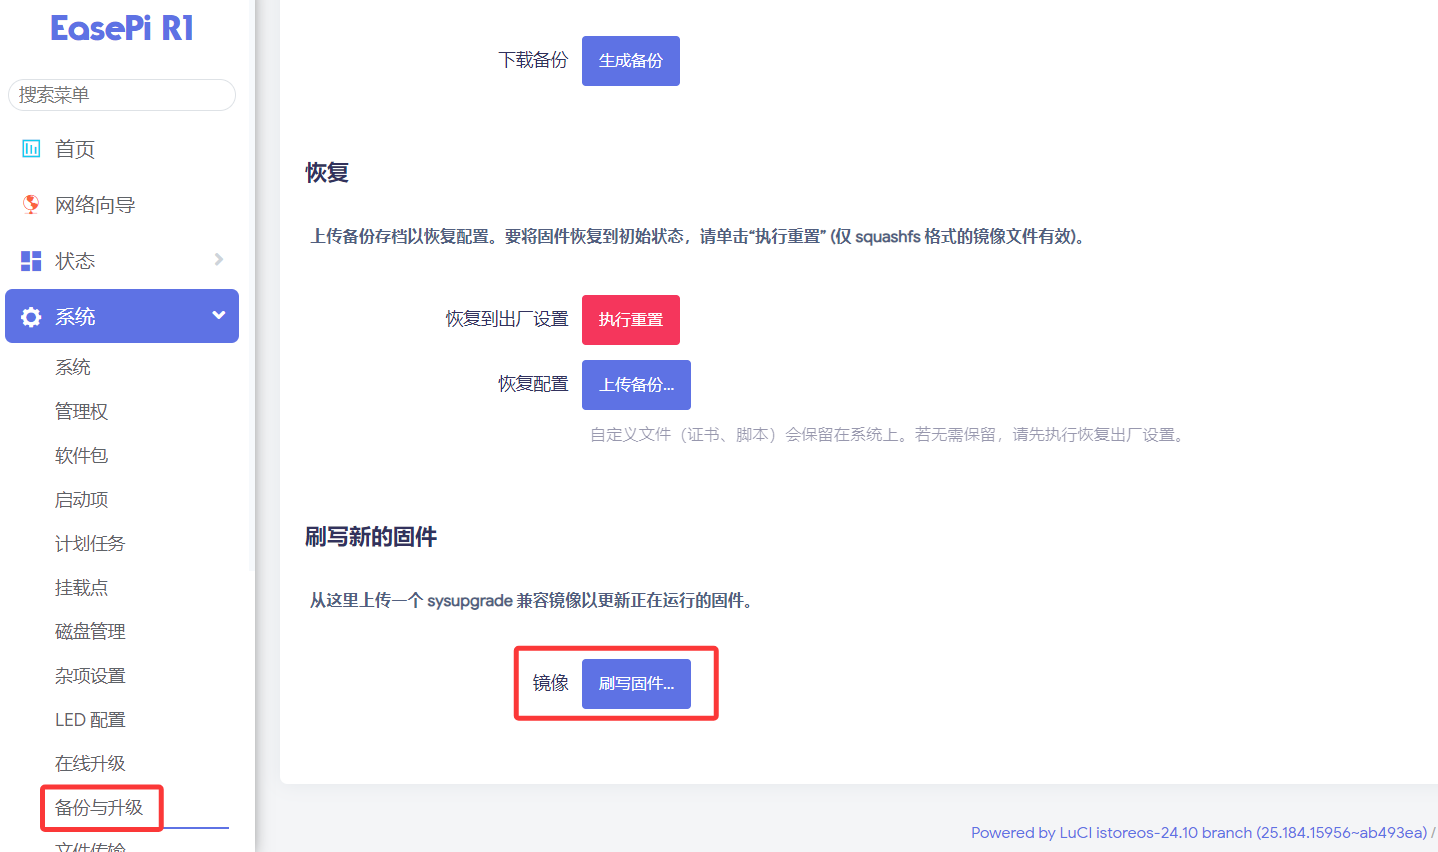 EasePi R1
搜索菜单
首页
网络向导
状态
系统
系统
管理权
软件包
启动项
计划任务
挂载点
磁盘管理
杂项设置
LED 配置
在线升级
备份与升级
文件传输
下载备份 生成备份
恢复
上传备份存档以恢复配置。要将固件恢复到初始状态，请单击“执行重置” (仅 squashfs 格式的镜像文件有效)。
恢复到出厂设置 执行重置
恢复配置 上传备份...
自定义文件（证书、脚本）会保留在系统上。若无需保留，请先执行恢复出厂设置。
刷写新的固件
从这里上传一个 sysupgrade 兼容镜像以更新正在运行的固件。
镜像 刷写固件...
Powered by LuCI istoreos-24.10 branch (25.184.15956~ab493ea) /